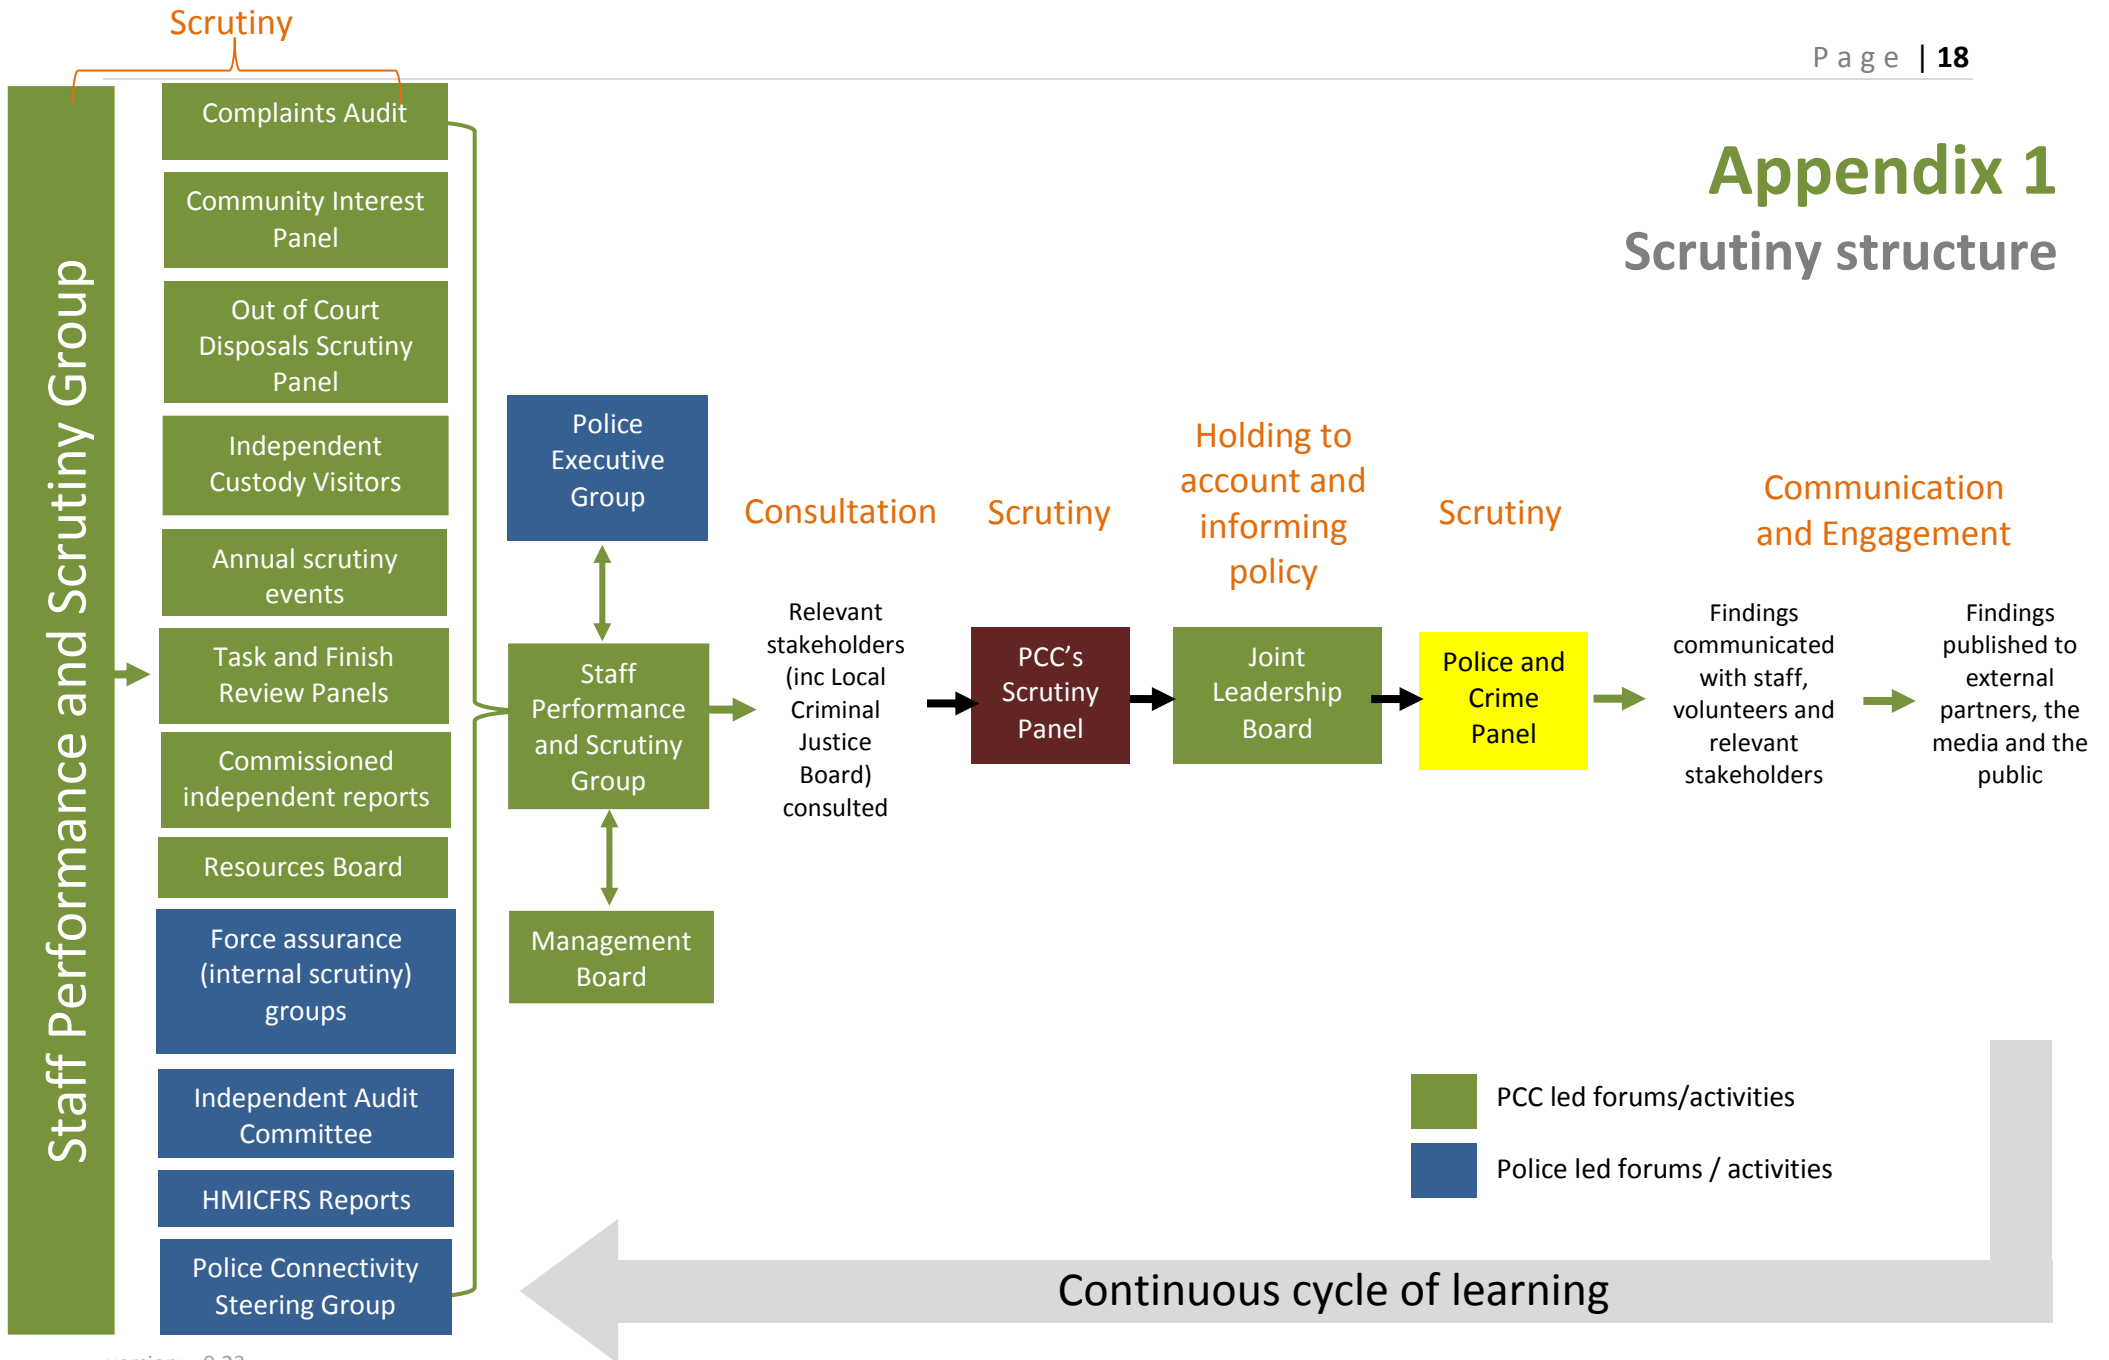 Scrutiny
Page | 18
Appendix 1
Scrutiny structure
Staff Performance and Scrutiny Group
Complaints Audit
Community Interest
Panel
Out of Court
Disposals Scrutiny
Panel
Independent
Custody Visitors
Annual scrutiny
events
Task and Finish
Review Panels
Commissioned
independent reports
Resources Board
Force assurance
(internal scrutiny)
groups
Independent Audit
Committee
HMICFRS Reports
Police Connectivity
Steering Group
Police
Executive
Group
Staff
Performance
and Scrutiny
Group
Management
Board
Consultation
Relevant
stakeholders
(inc Local
Criminal
Justice
Board)
consulted
Scrutiny
PCC’s
Scrutiny
Panel
Holding to
account and
informing
policy
Joint
Leadership
Board
Scrutiny
Police and
Crime
Panel
Communication
and Engagement
Findings
communicated
with staff,
volunteers and
relevant
stakeholders
Findings
published to
external
partners, the
media and the
public
PCC led forums/activities
Police led forums / activities
Continuous cycle of learning